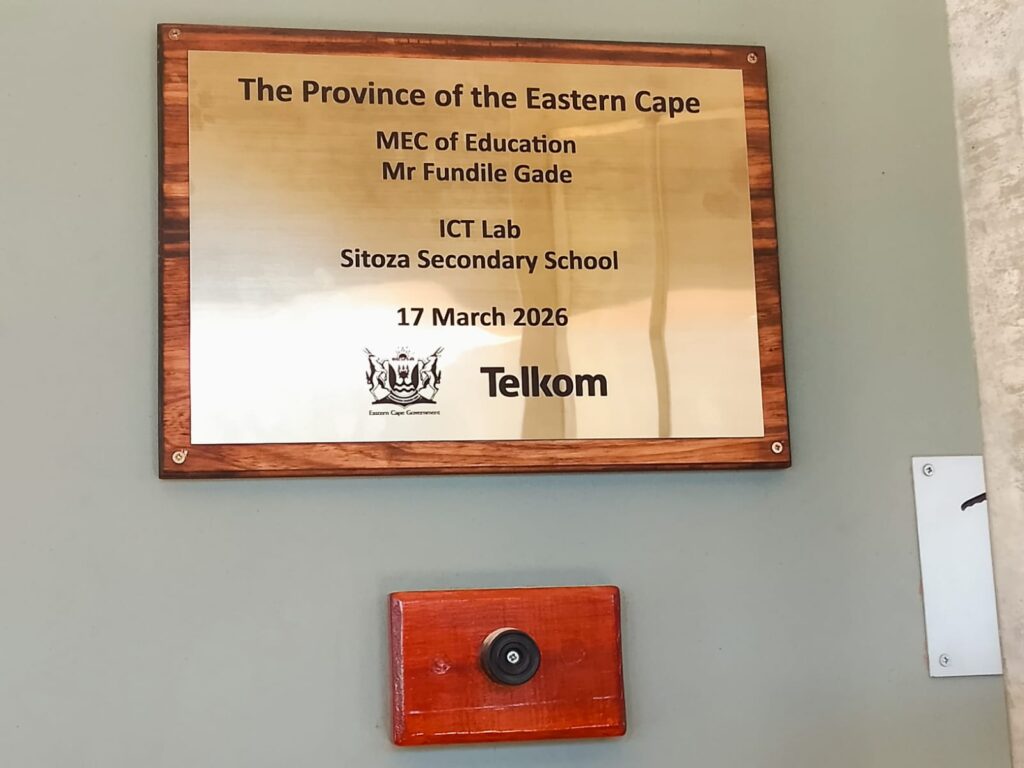 The Province of the Eastern Cape
MEC of Education
Mr Fundile Gade
ICT Lab
Sitoza Secondary School
17 March 2026
Eastern Cape Government
Telkom